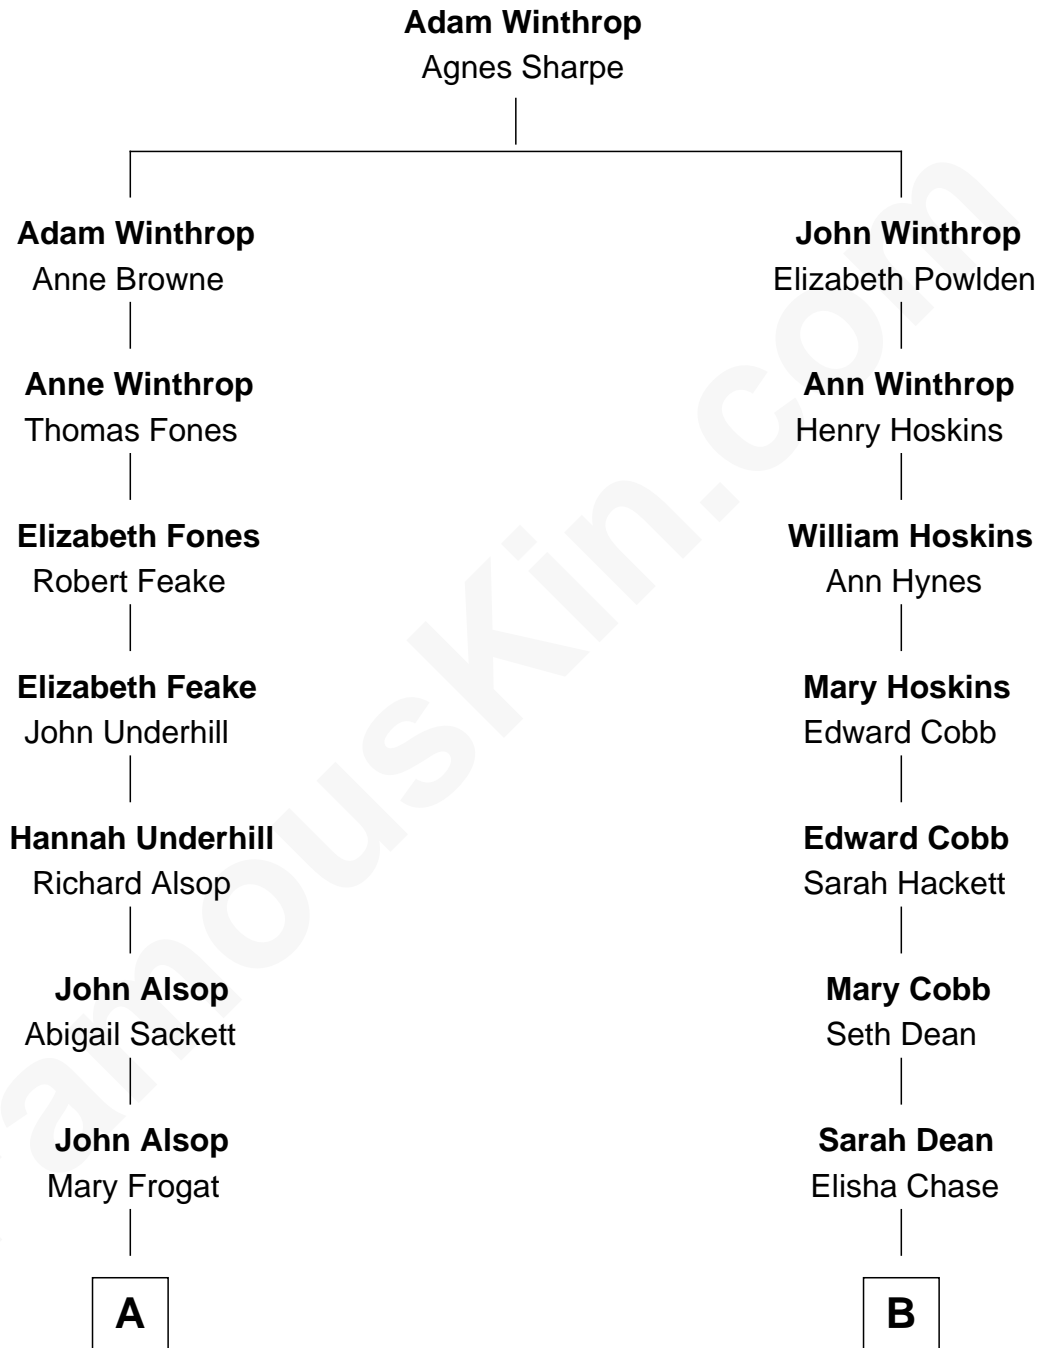 Adam Winthrop
Agnes Sharpe
Adam Winthrop
Anne Browne
John Winthrop
Elizabeth Powlden
Anne Winthrop
Thomas Fones
Ann Winthrop
Henry Hoskins
Elizabeth Fones
Robert Feake
William Hoskins
Ann Hynes
Elizabeth Feake
John Underhill
Mary Hoskins
Edward Cobb
Hannah Underhill
Richard Alsop
Edward Cobb
Sarah Hackett
John Alsop
Abigail Sackett
Mary Cobb
Seth Dean
John Alsop
Mary Frogat
Sarah Dean
Elisha Chase
A
B
amouskin.com